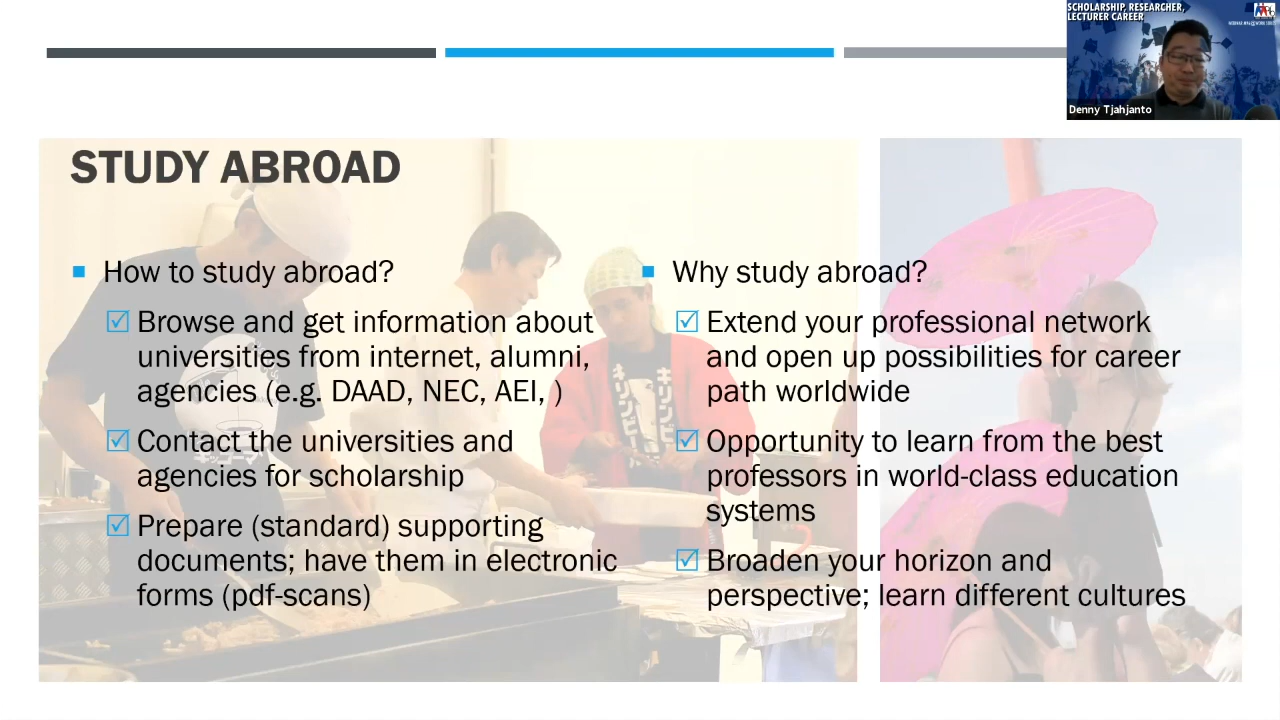 SCHOLARSHIP, RESEARCHER,
LECTURER CAREER
Denny Tjahjanto
STUDY ABROAD
How to study abroad?
☑ Browse and get information about
universities from internet, alumni,
agencies (e.g. DAAD, NEC, AEI, )
☑ Contact the universities and
agencies for scholarship
☑ Prepare (standard) supporting
documents; have them in electronic
forms (pdf-scans)
Why study abroad?
☑ Extend your professional network
and open up possibilities for career
path worldwide
☑ Opportunity to learn from the best
professors in world-class education
systems
☑ Broaden your horizon and
perspective; learn different cultures